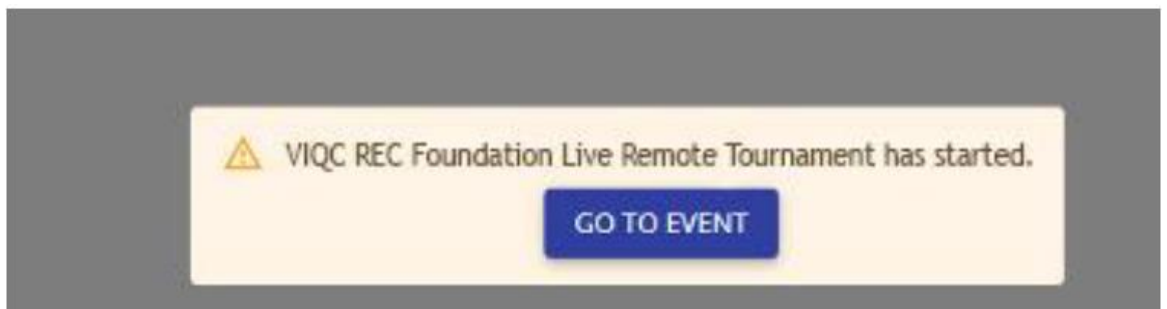 VIQC REC Foundation Live Remote Tournament has started.
GO TO EVENT